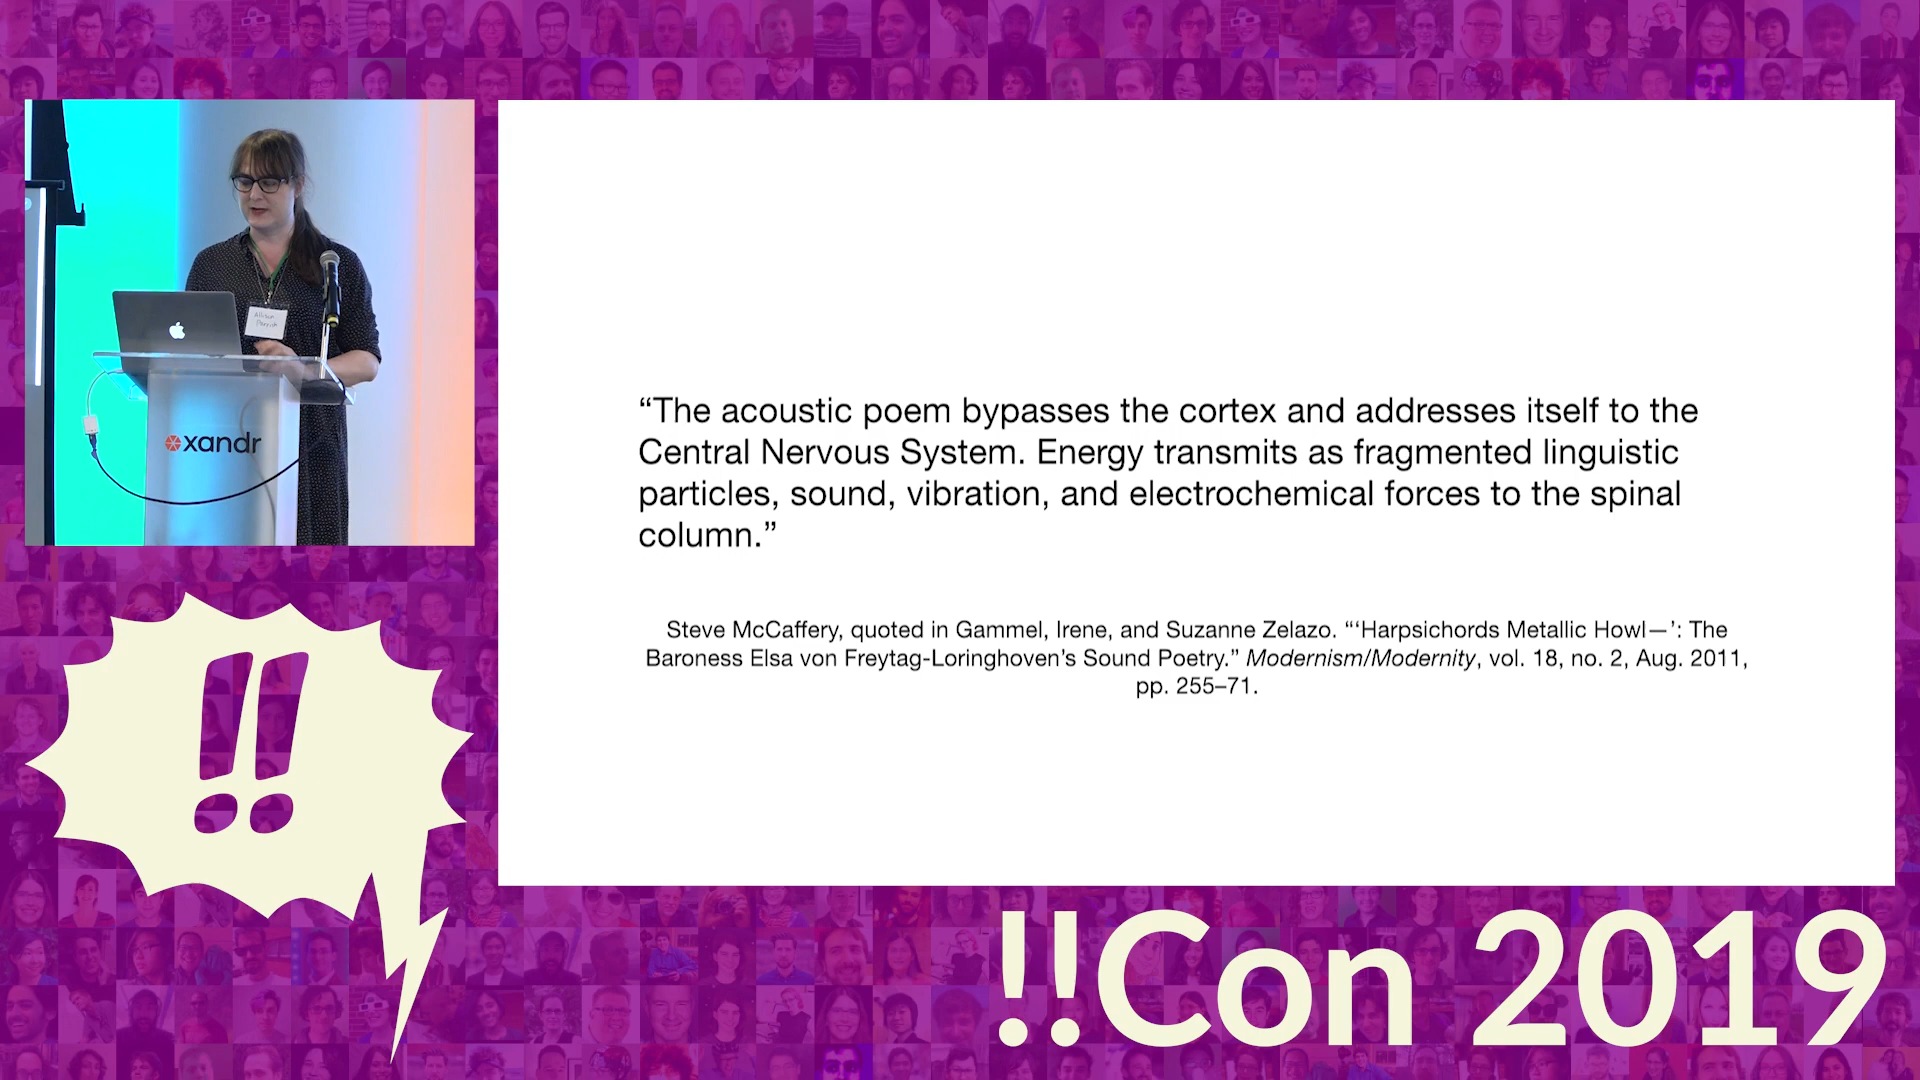 Allison
Parrish
xandr
“The acoustic poem bypasses the cortex and addresses itself to the
Central Nervous System. Energy transmits as fragmented linguistic
particles, sound, vibration, and electrochemical forces to the spinal
column.”
Steve McCaffery, quoted in Gammel, Irene, and Suzanne Zelazo. “‘Harpsichords Metallic Howl—’: The
Baroness Elsa von Freytag-Loringhoven’s Sound Poetry.” Modernism/Modernity, vol. 18, no. 2, Aug. 2011,
pp. 255–71.
!!
!!Con 2019